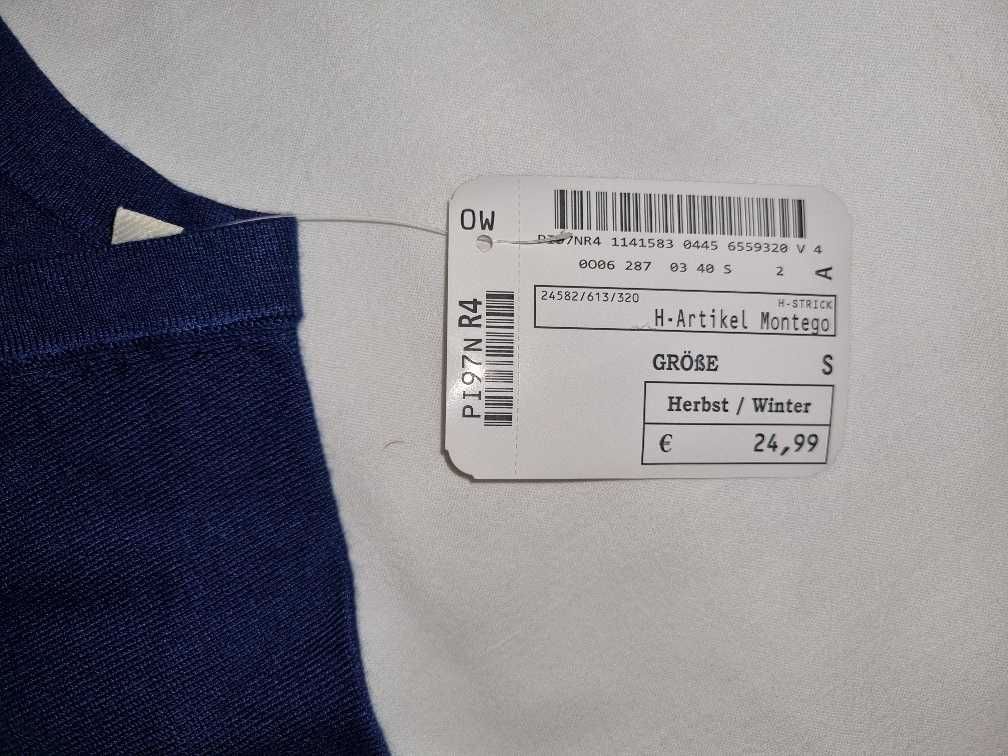 OW
PI97N R4
PI97NR4 1141583 0445 6559320 V 4
0006 287 03 40 S 2
A
24582/613/320
H-STRICK
H-Artikel Montego
GRÖßE S
Herbst / Winter
€ 24,99